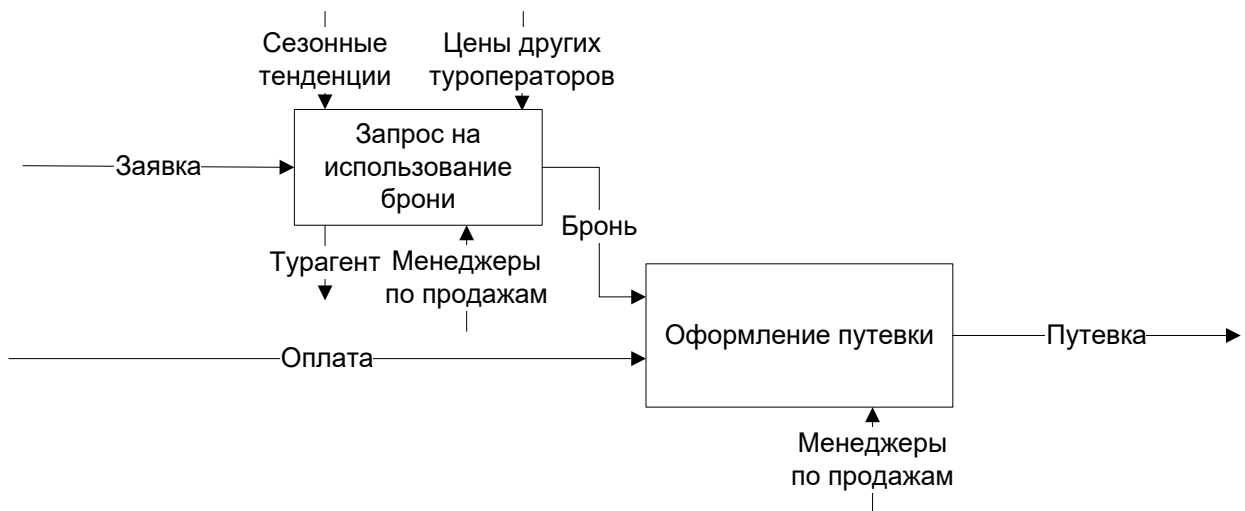 Сезонные
тенденции
Цены других
туроператоров
Заявка
Запрос на
использование
брони
Бронь
Турагент
Менеджеры
по продажам
Оплата
Оформление путевки
Путевка
Менеджеры
по продажам